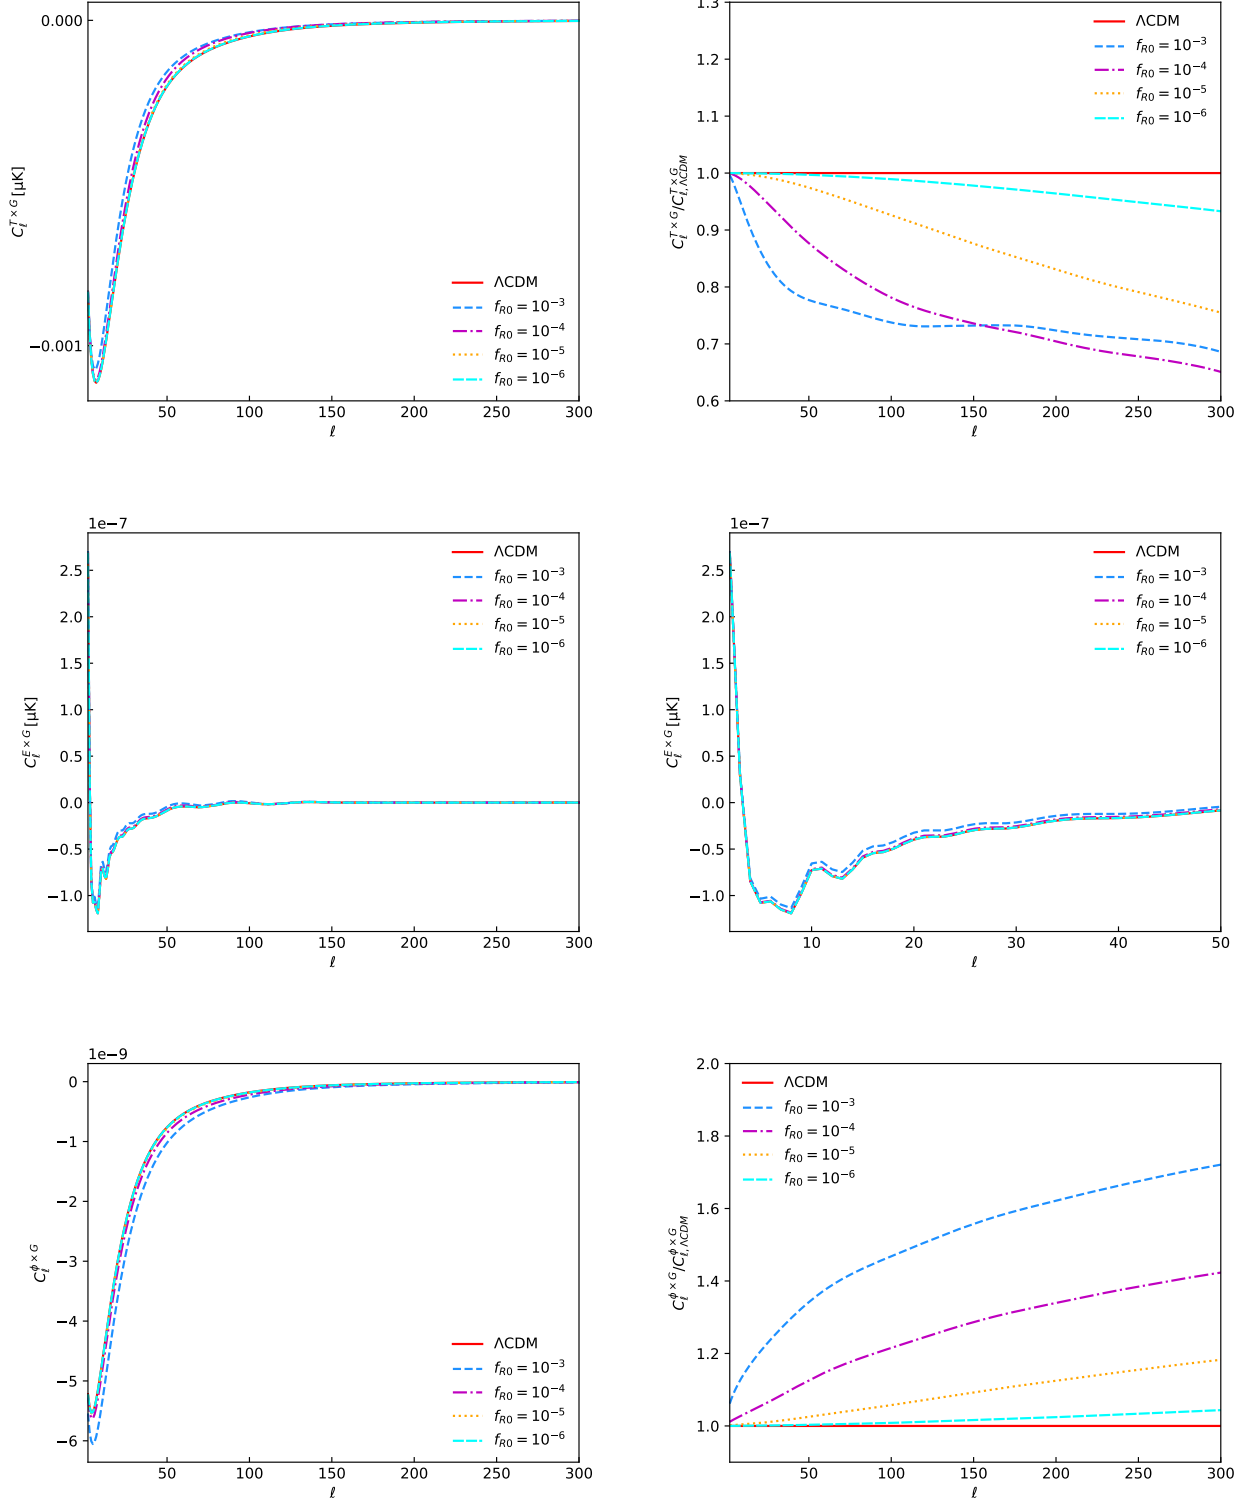 0.000
−0.001
C_ℓ^{T×G} [µK]
50 100 150 200 250 300
ℓ
ΛCDM
f_{R0} = 10^{−3}
f_{R0} = 10^{−4}
f_{R0} = 10^{−5}
f_{R0} = 10^{−6}
1.3
1.2
1.1
1.0
0.9
0.8
0.7
0.6
C_ℓ^{T×G}/C_{ℓ,ΛCDM}^{T×G}
50 100 150 200 250 300
ℓ
ΛCDM
f_{R0} = 10^{−3}
f_{R0} = 10^{−4}
f_{R0} = 10^{−5}
f_{R0} = 10^{−6}
1e−7
2.5
2.0
1.5
1.0
0.5
0.0
−0.5
−1.0
C_ℓ^{E×G} [µK]
50 100 150 200 250 300
ℓ
ΛCDM
f_{R0} = 10^{−3}
f_{R0} = 10^{−4}
f_{R0} = 10^{−5}
f_{R0} = 10^{−6}
1e−7
2.5
2.0
1.5
1.0
0.5
0.0
−0.5
−1.0
C_ℓ^{E×G} [µK]
10 20 30 40 50
ℓ
ΛCDM
f_{R0} = 10^{−3}
f_{R0} = 10^{−4}
f_{R0} = 10^{−5}
f_{R0} = 10^{−6}
1e−9
0
−1
−2
−3
−4
−5
−6
C_ℓ^{ϕ×G}
50 100 150 200 250 300
ℓ
ΛCDM
f_{R0} = 10^{−3}
f_{R0} = 10^{−4}
f_{R0} = 10^{−5}
f_{R0} = 10^{−6}
2.0
1.8
1.6
1.4
1.2
1.0
C_ℓ^{ϕ×G}/C_{ℓ,ΛCDM}^{ϕ×G}
50 100 150 200 250 300
ℓ
ΛCDM
f_{R0} = 10^{−3}
f_{R0} = 10^{−4}
f_{R0} = 10^{−5}
f_{R0} = 10^{−6}